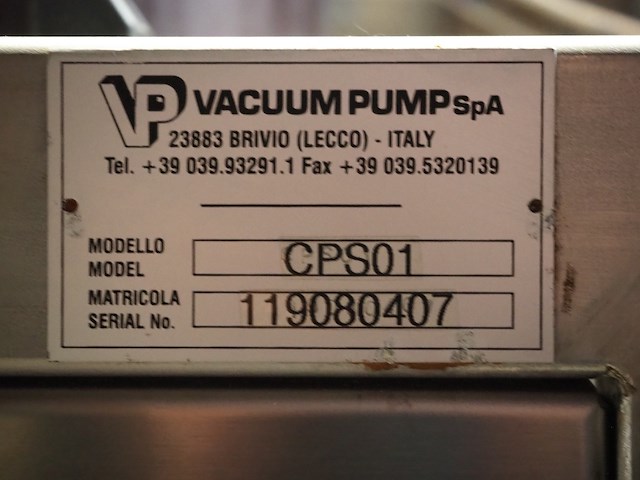 VP VACUUM PUMP SpA
23883 BRIVIO (LECCO) - ITALY
Tel. +39 039.93291.1 Fax +39 039.5320139
MODELLO
MODEL
CPS01
MATRICOLA
SERIAL No.
119080407